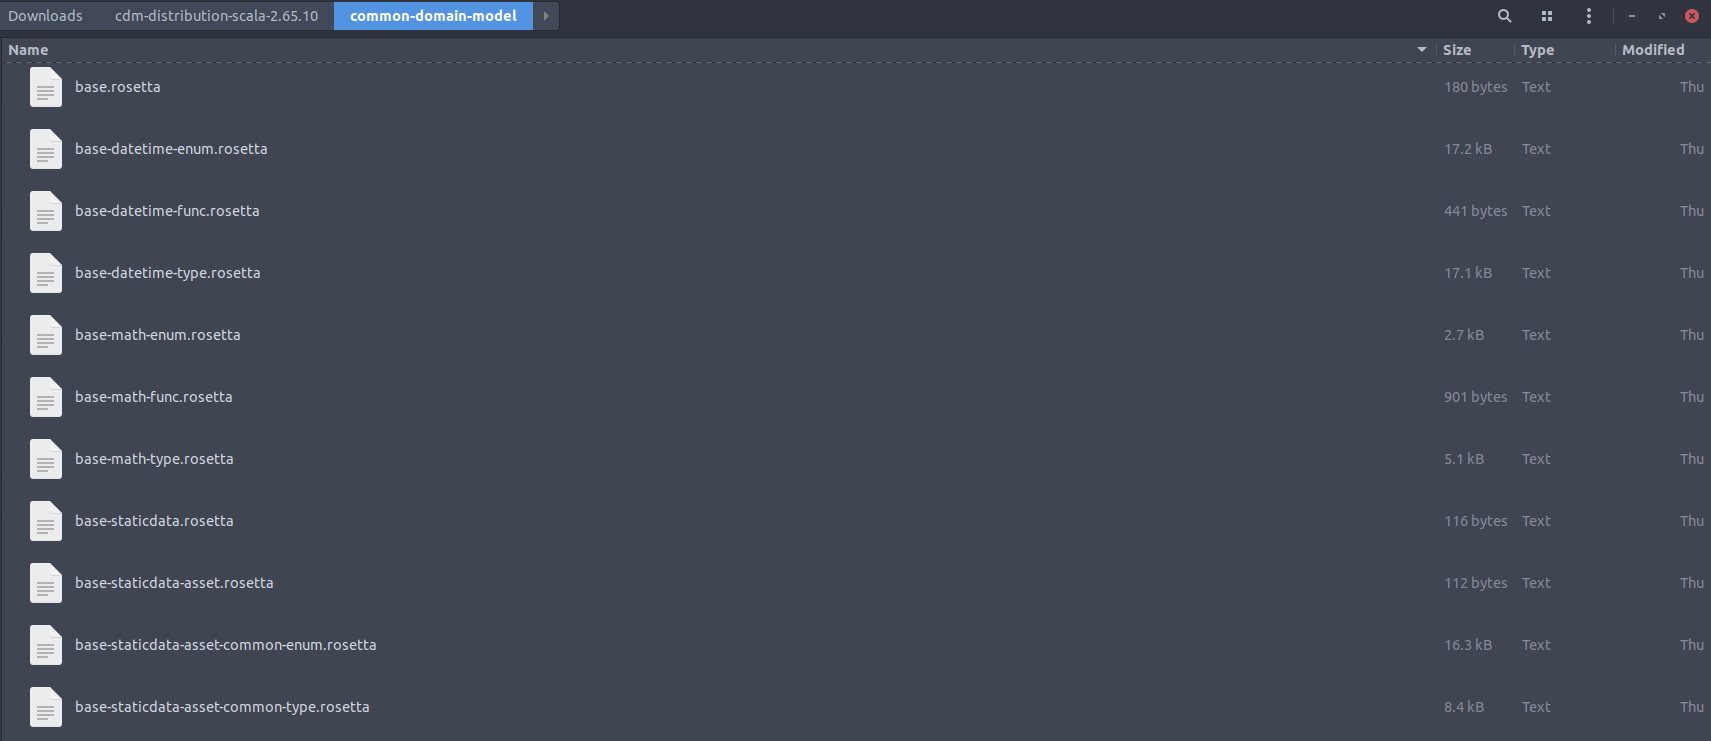 Downloads cdm-distribution-scala-2.65.10 common-domain-model
Name Size Type Modified
base.rosetta 180 bytes Text Thu
base-datetime-enum.rosetta 17.2 kB Text Thu
base-datetime-func.rosetta 441 bytes Text Thu
base-datetime-type.rosetta 17.1 kB Text Thu
base-math-enum.rosetta 2.7 kB Text Thu
base-math-func.rosetta 901 bytes Text Thu
base-math-type.rosetta 5.1 kB Text Thu
base-staticdata.rosetta 116 bytes Text Thu
base-staticdata-asset.rosetta 112 bytes Text Thu
base-staticdata-asset-common-enum.rosetta 16.3 kB Text Thu
base-staticdata-asset-common-type.rosetta 8.4 kB Text Thu